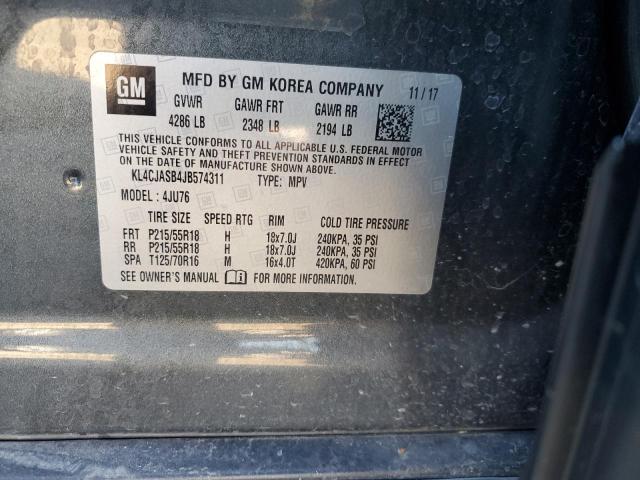 GM
MFD BY GM KOREA COMPANY 11/17
GVWR GAWR FRT GAWR RR
4286 LB 2348 LB 2194 LB
THIS VEHICLE CONFORMS TO ALL APPLICABLE U.S. FEDERAL MOTOR
VEHICLE SAFETY AND THEFT PREVENTION STANDARDS IN EFFECT
ON THE DATE OF MANUFACTURE SHOWN ABOVE.
KL4CJASB4JB574311 TYPE: MPV
MODEL: 4JU76
TIRE SIZE SPEED RTG RIM COLD TIRE PRESSURE
FRT P215/55R18 H 18x7.0J 240KPA, 35 PSI
RR P215/55R18 H 18x7.0J 240KPA, 35 PSI
SPA T125/70R16 M 16x4.0T 420KPA, 60 PSI
SEE OWNER'S MANUAL FOR MORE INFORMATION.